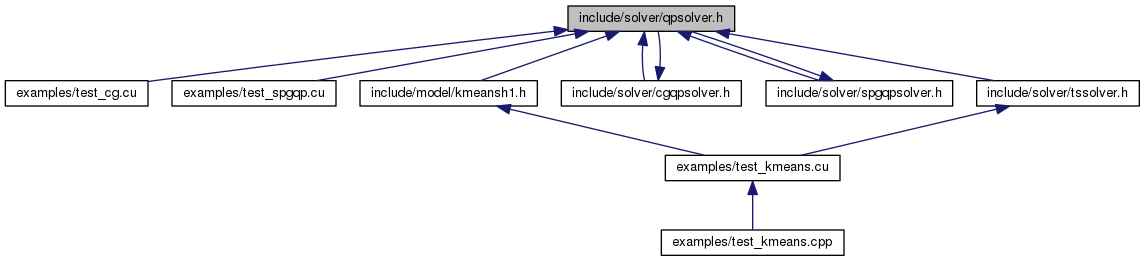 include/solver/qpsolver.h
examples/test_cg.cu
examples/test_spgqp.cu
include/model/kmeansh1.h
include/solver/cgqpsolver.h
include/solver/spgqpsolver.h
include/solver/tssolver.h
examples/test_kmeans.cu
examples/test_kmeans.cpp